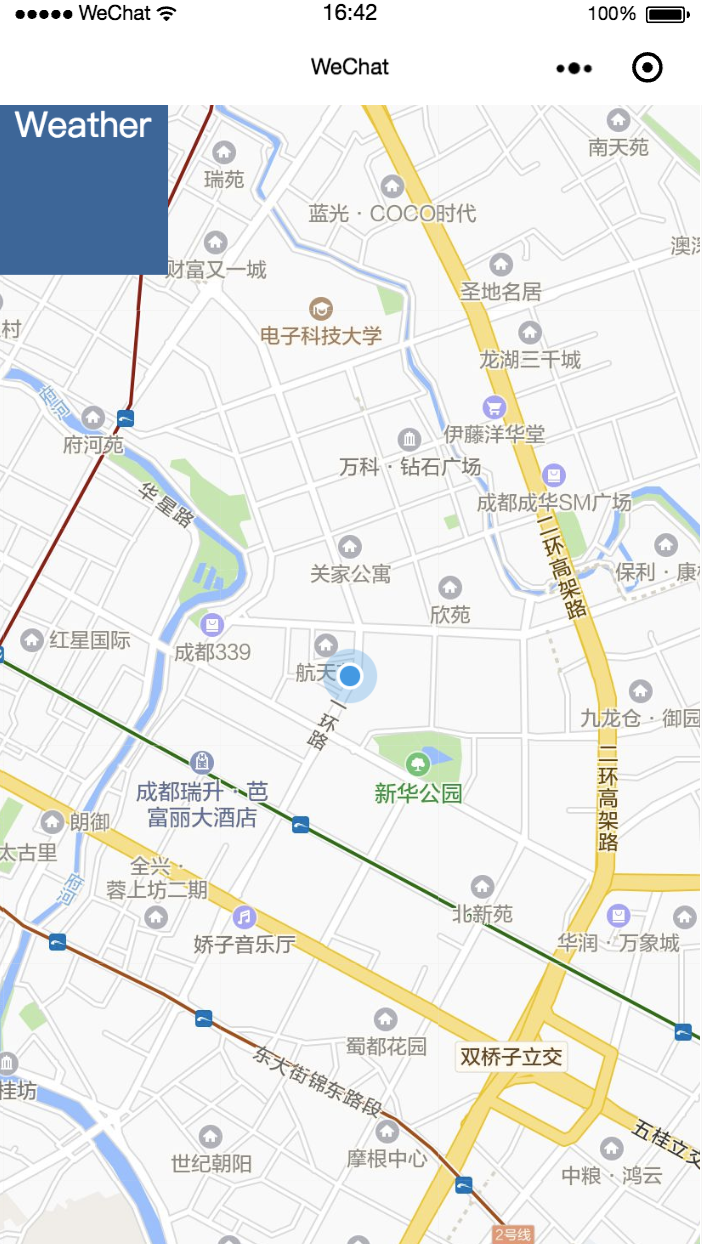 WeChat
16:42
100%
WeChat
Weather
南天苑
瑞苑
蓝光·COCO时代
财富又一城
圣地名居
村
电子科技大学
龙湖三千城
府河
府河苑
伊藤洋华堂
万科·钻石广场
华星路
成都成华SM广场
二环高架路
关家公寓
保利·康
欣苑
红星国际
成都339
航天
一环路
九龙仓·御园
二环高架路
成都瑞升·芭
富丽大酒店
新华公园
朗御
太古里
全兴·
蓉上坊二期
府河
北新苑
娇子音乐厅
华润·万象城
蜀都花园
双桥子立交
东大街锦东路段
桂坊
五桂立交
世纪朝阳
摩根中心
中粮·鸿云
2号线